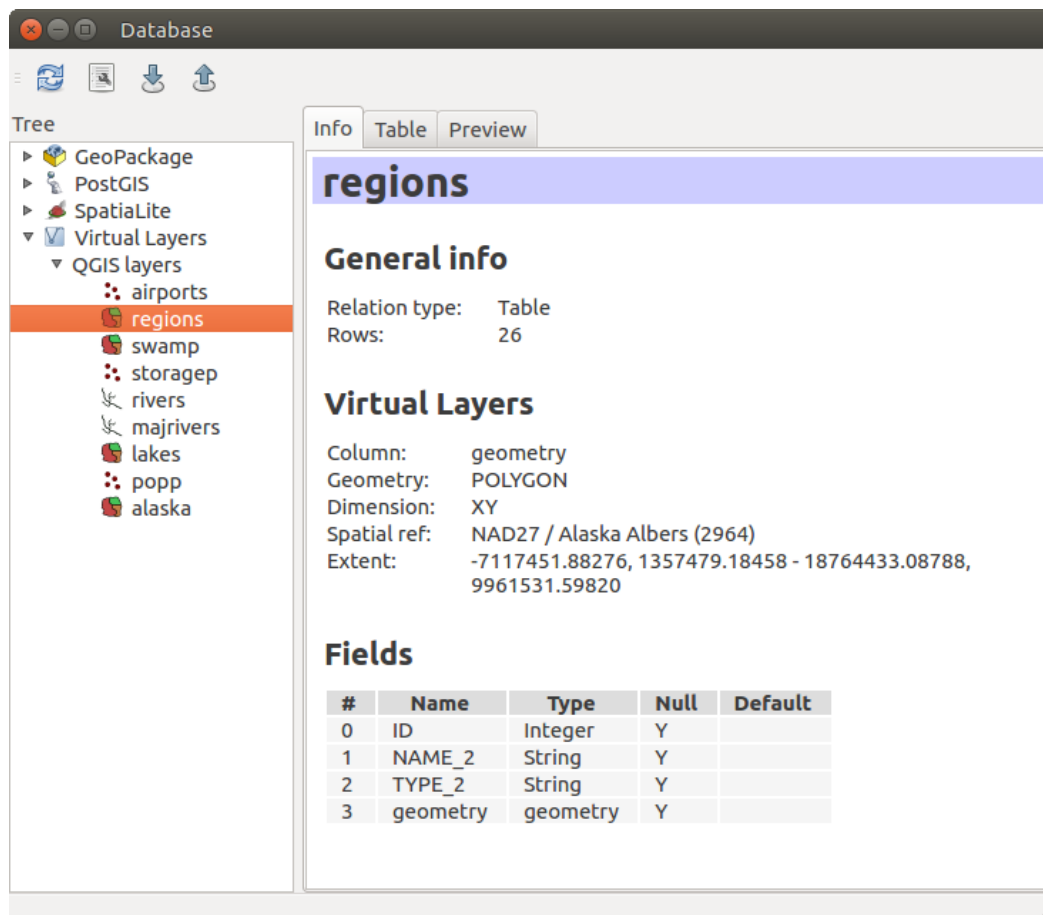 Database
Tree
GeoPackage
PostGIS
SpatiaLite
Virtual Layers
QGIS layers
airports
regions
swamp
storagep
rivers
majrivers
lakes
popp
alaska
Info Table Preview
regions
General info
Relation type: Table
Rows: 26
Virtual Layers
Column: geometry
Geometry: POLYGON
Dimension: XY
Spatial ref: NAD27 / Alaska Albers (2964)
Extent: -7117451.88276, 1357479.18458 - 18764433.08788,
9961531.59820
Fields
# Name Type Null Default
0 ID Integer Y
1 NAME_2 String Y
2 TYPE_2 String Y
3 geometry geometry Y